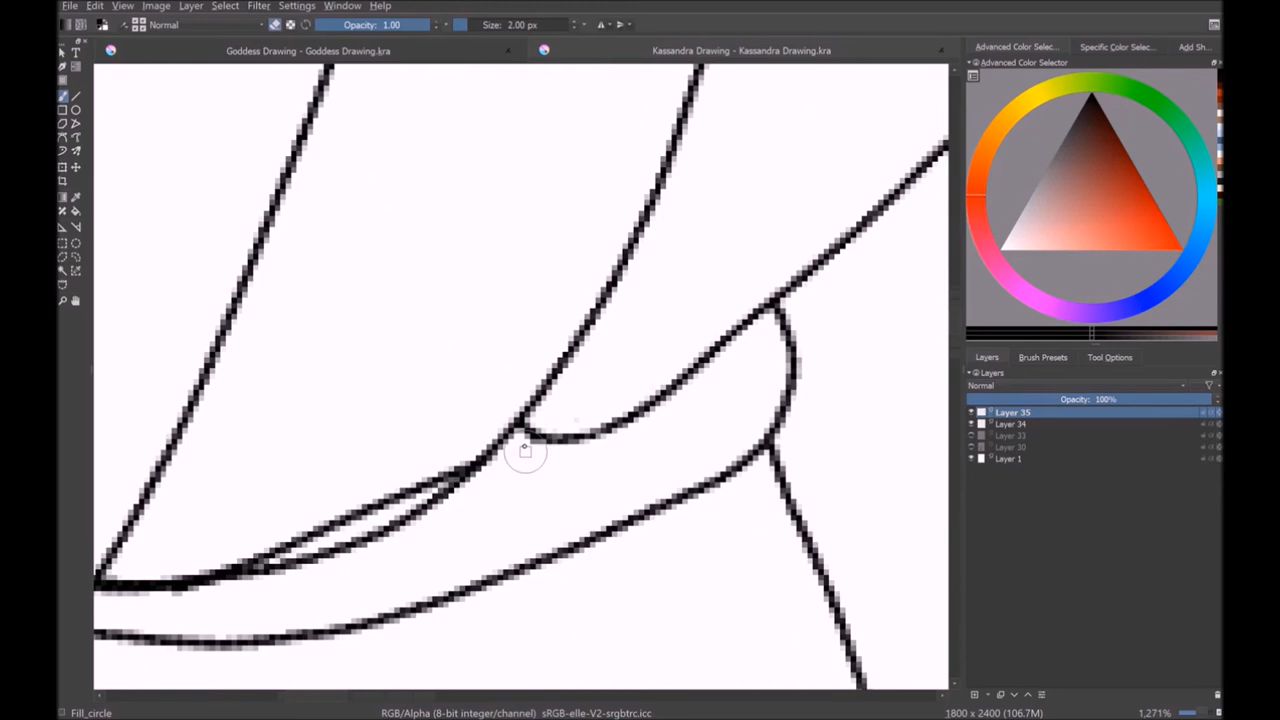 File Edit View Image Layer Select Filter Settings Window Help
Normal Opacity: 1.00 Size: 2.00 px
Goddess Drawing - Goddess Drawing.kra Kassandra Drawing - Kassandra Drawing.kra
Advanced Color Selec... Specific Color Selec... Add Sh...
Advanced Color Selector
Layers Brush Presets Tool Options
Layers
Normal
Opacity: 100%
Layer 35
Layer 34
Layer 33
Layer 30
Layer 1
Fill_circle RGB/Alpha (8-bit integer/channel) sRGB-elle-V2-srgbtrc.icc 1800 x 2400 (106.7M) 1,271%